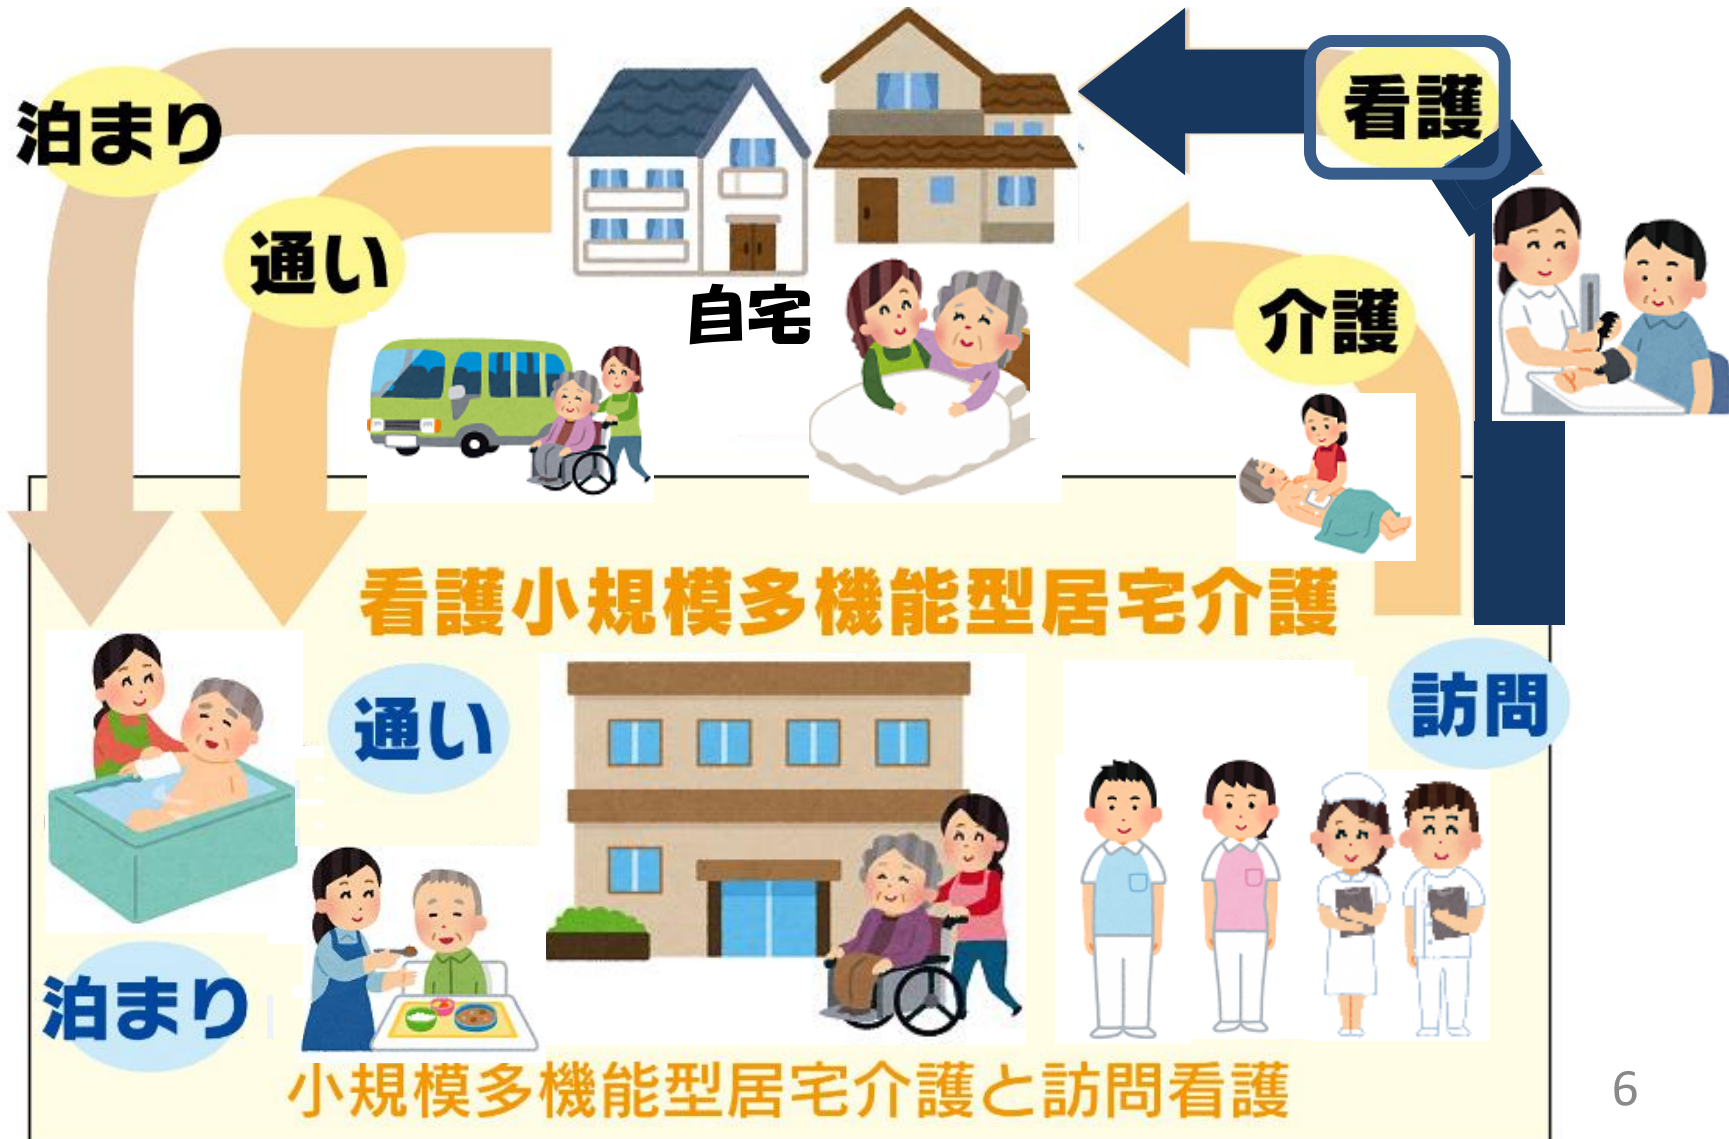 泊まり
看護
通い
自宅
介護
看護小規模多機能型居宅介護
通い
訪問
泊まり
小規模多機能型居宅介護と訪問看護
6